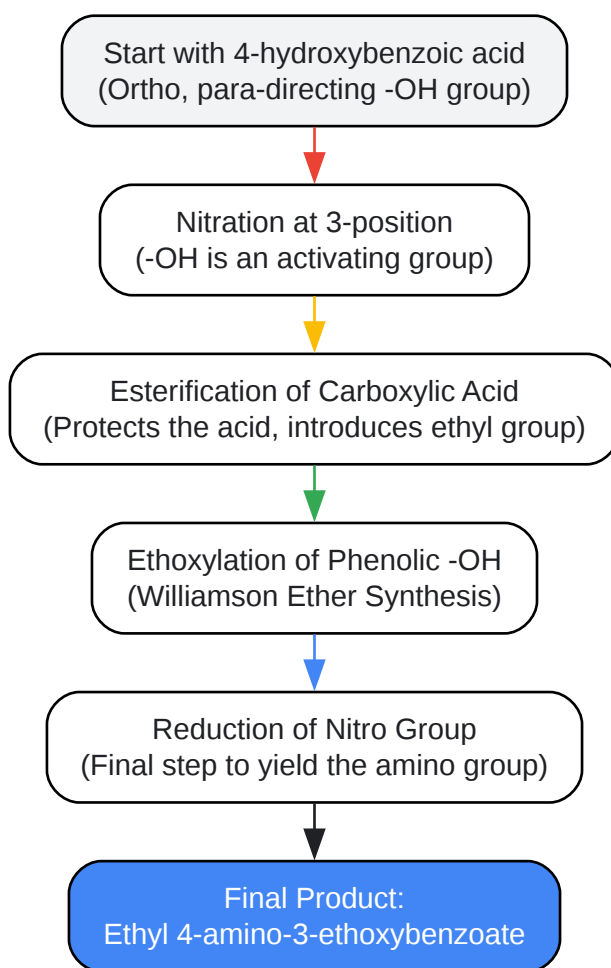 Start with 4-hydroxybenzoic acid
(Ortho, para-directing -OH group)
Nitration at 3-position
(-OH is an activating group)
Esterification of Carboxylic Acid
(Protects the acid, introduces ethyl group)
Ethoxylation of Phenolic -OH
(Williamson Ether Synthesis)
Reduction of Nitro Group
(Final step to yield the amino group)
Final Product:
Ethyl 4-amino-3-ethoxybenzoate